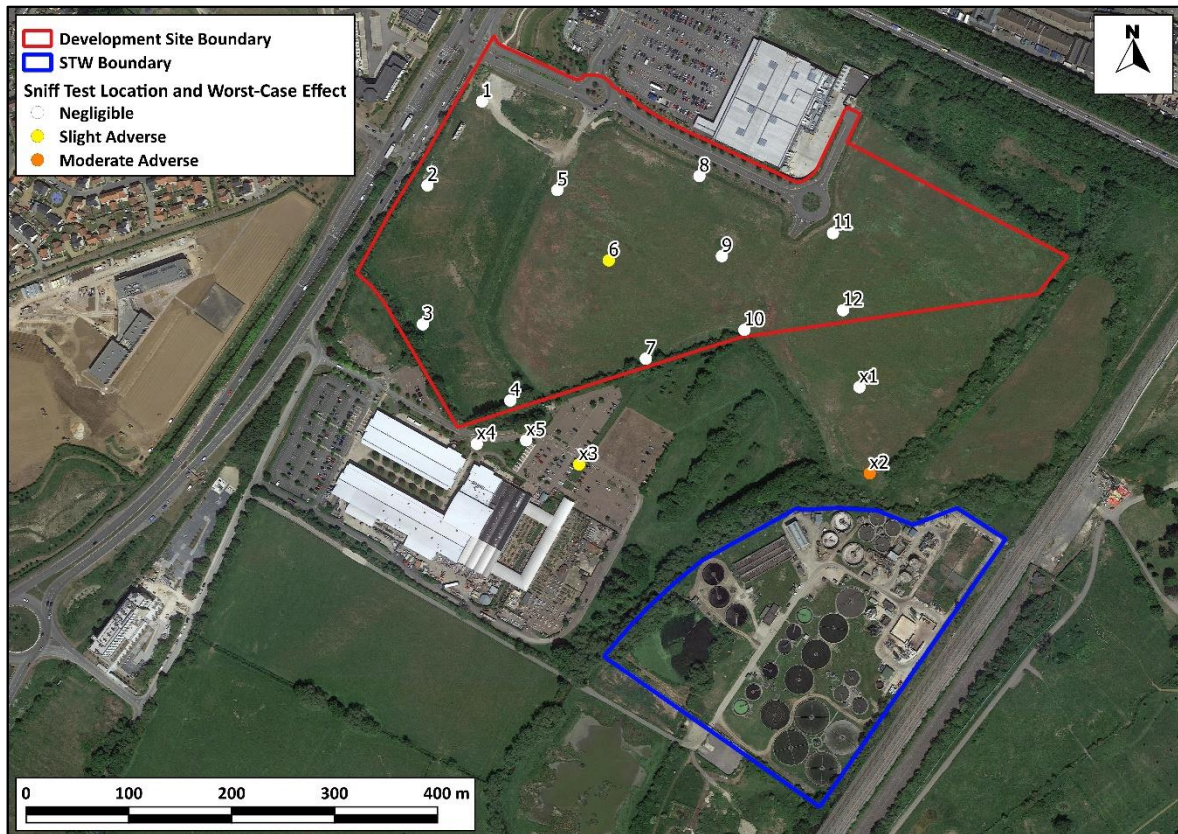 Development Site Boundary
STW Boundary
Sniff Test Location and Worst-Case Effect
Negligible
Slight Adverse
Moderate Adverse
N
1
2
8
5
11
6
9
12
3
10
7
x1
4
x4
x5
x3
x2
0 100 200 300 400 m